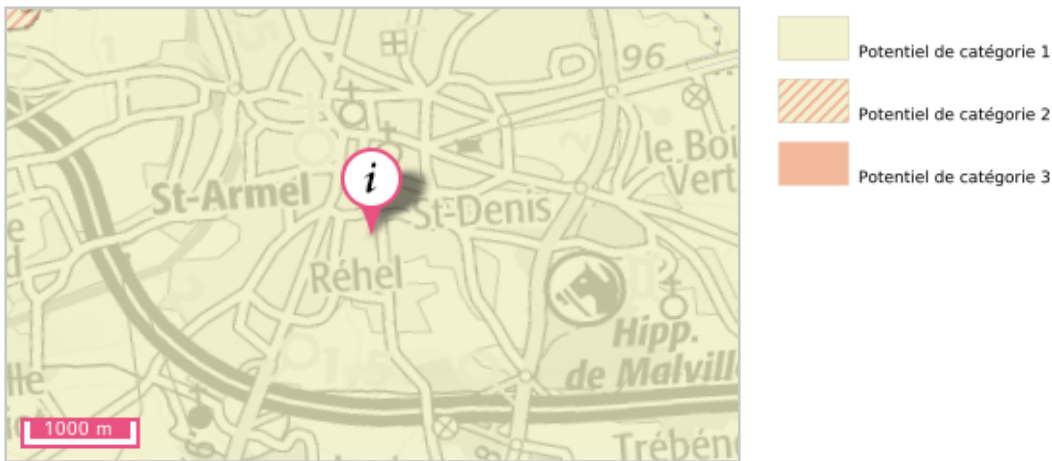 96
le Boi
Vert
i
St-Armel
St-Denis
Réhel
Hipp.
de Malvill
1000 m
Trébén
Potentiel de catégorie 1
Potentiel de catégorie 2
Potentiel de catégorie 3